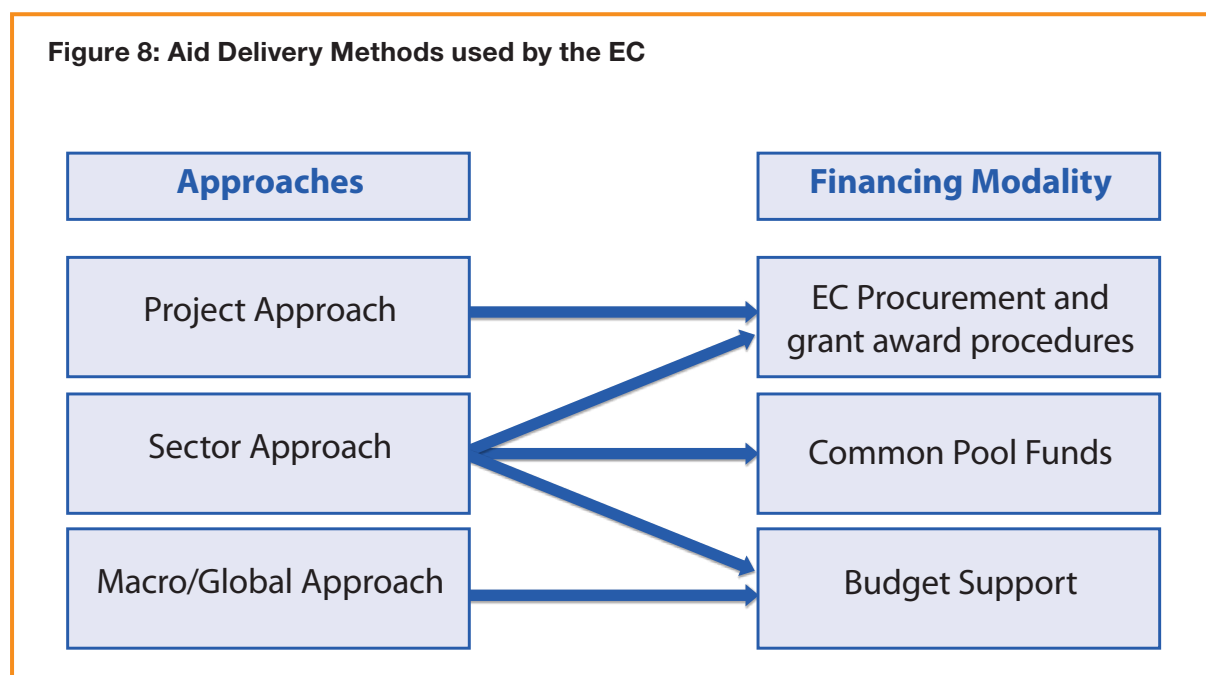 Figure 8: Aid Delivery Methods used by the EC
Approaches
Financing Modality
Project Approach
EC Procurement and
grant award procedures
Sector Approach
Common Pool Funds
Macro/Global Approach
Budget Support